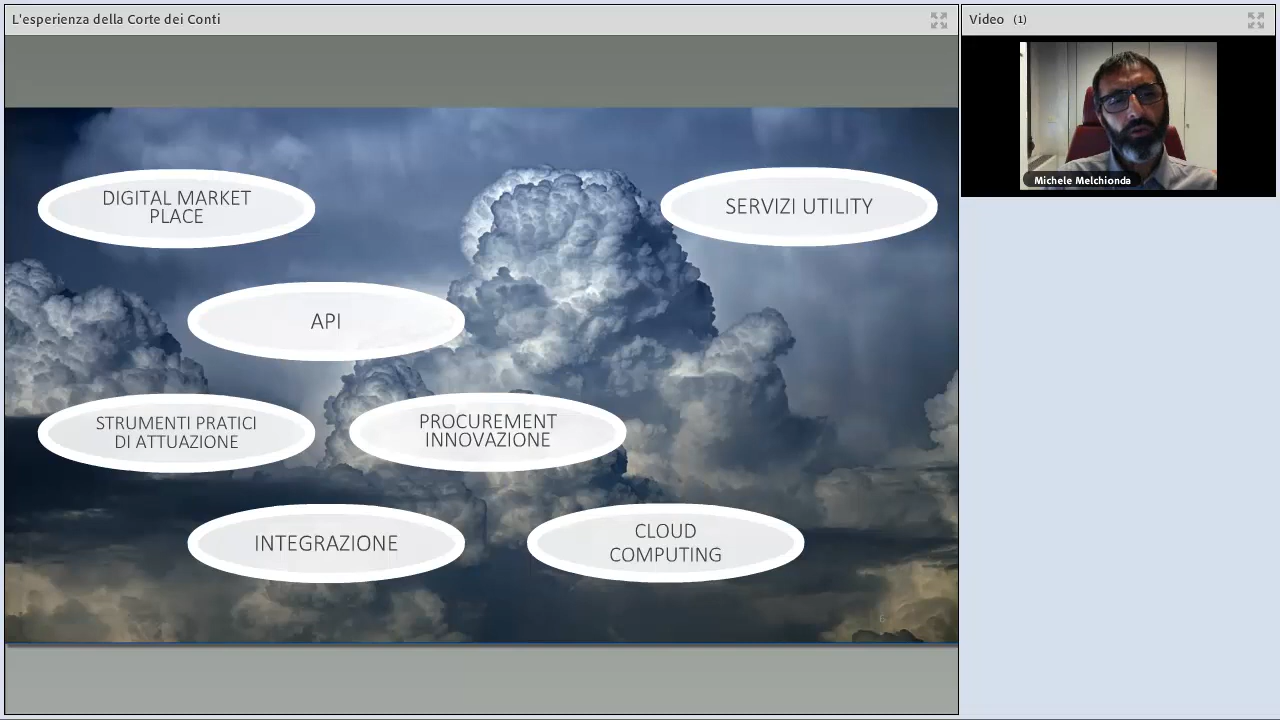 L'esperienza della Corte dei Conti
Video (1)
Michele Melchionda
DIGITAL MARKET
PLACE
SERVIZI UTILITY
API
STRUMENTI PRATICI
DI ATTUAZIONE
PROCUREMENT
INNOVAZIONE
INTEGRAZIONE
CLOUD
COMPUTING
6